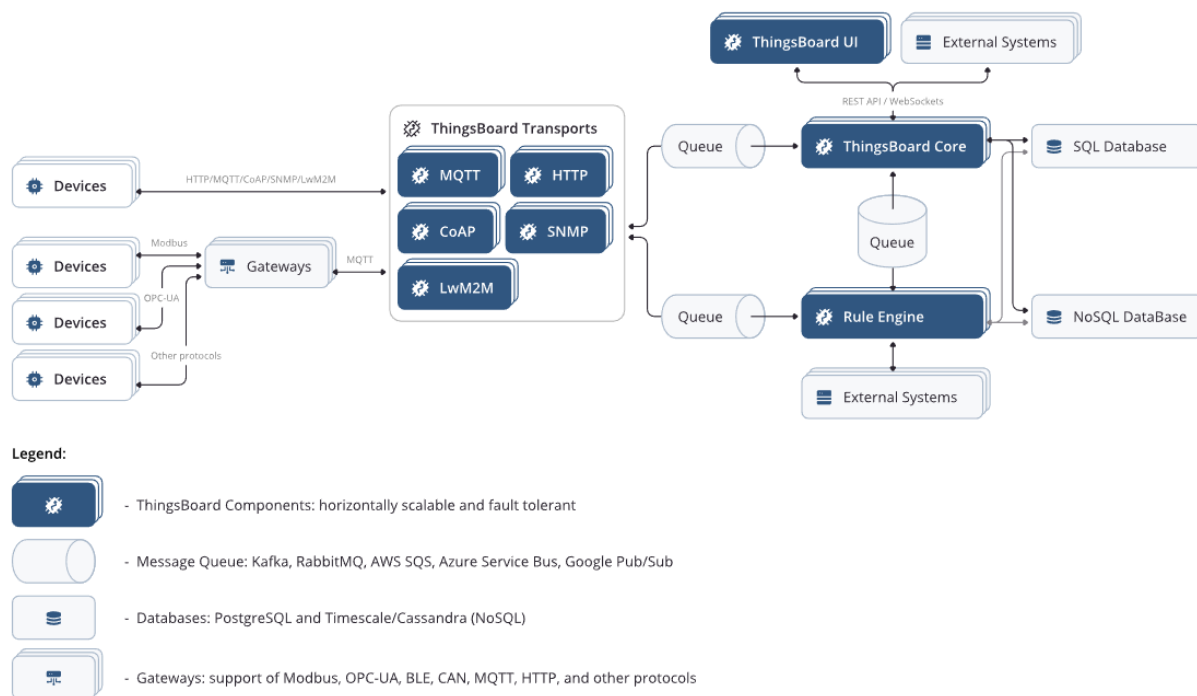 ThingsBoard UI
External Systems
REST API / WebSockets
ThingsBoard Transports
MQTT
HTTP
CoAP
SNMP
LwM2M
Queue
ThingsBoard Core
SQL Database
Devices
HTTP/MQTT/CoAP/SNMP/LwM2M
Queue
Devices
Modbus
Gateways
MQTT
OPC-UA
Devices
Other protocols
Devices
Queue
Rule Engine
NoSQL DataBase
External Systems
Legend:
- ThingsBoard Components: horizontally scalable and fault tolerant
- Message Queue: Kafka, RabbitMQ, AWS SQS, Azure Service Bus, Google Pub/Sub
- Databases: PostgreSQL and Timescale/Cassandra (NoSQL)
- Gateways: support of Modbus, OPC-UA, BLE, CAN, MQTT, HTTP, and other protocols